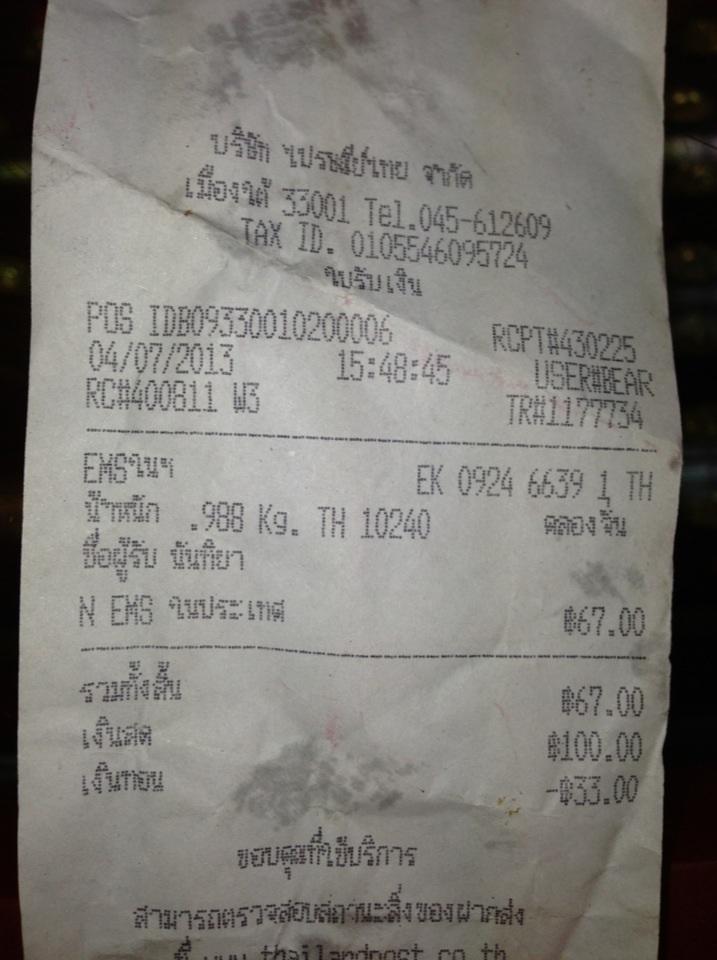 บริษัท ไปรษณีย์ไทย จำกัด
เมืองใต้ 33001 Tel.045-612609
TAX ID. 0105546095724
ใบรับเงิน
POS IDB09330010200006 RCPT#430225
04/07/2013 15:48:45 USER#BEAR
RC#400811 W3 TR#1177734
EMSในฯ EK 0924 6639 1 TH
น้ำหนัก .988 Kg. TH 10240 คลองจั่น
ชื่อผู้รับ นันทิยา
N EMS ในประเทศ ฿67.00
รวมทั้งสิ้น ฿67.00
เงินสด ฿100.00
เงินทอน -฿33.00
ขอบคุณที่ใช้บริการ
สามารถตรวจสอบสถานะสิ่งของฝากส่ง
ที่ www.thailandpost.co.th